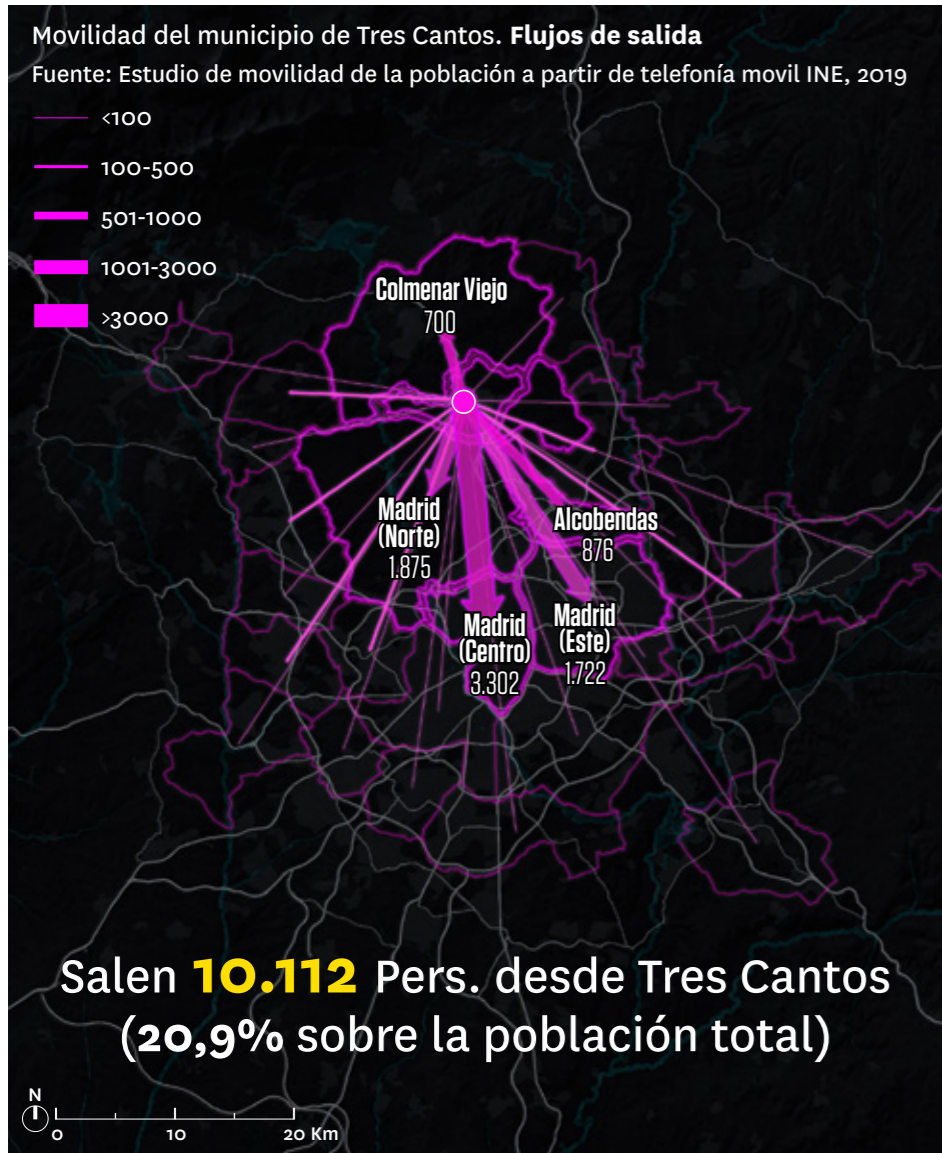 Movilidad del municipio de Tres Cantos. Flujos de salida
Fuente: Estudio de movilidad de la población a partir de telefonía movil INE, 2019
<100
100-500
501-1000
1001-3000
>3000
Colmenar Viejo
700
Madrid
(Norte)
1.875
Alcobendas
876
Madrid
(Centro)
3.302
Madrid
(Este)
1.722
Salen 10.112 Pers. desde Tres Cantos
(20,9% sobre la población total)
N
0 10 20 Km